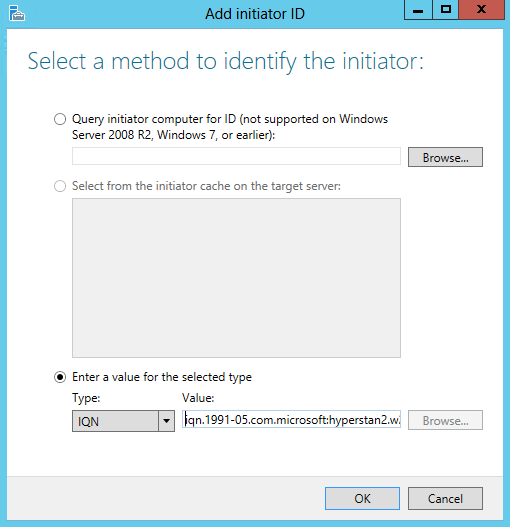 Add initiator ID
Select a method to identify the initiator:
Query initiator computer for ID (not supported on Windows
Server 2008 R2, Windows 7, or earlier):
Browse...
Select from the initiator cache on the target server:
Enter a value for the selected type
Type:
Value:
IQN
iqn.1991-05.com.microsoft:hyperstan2.w
Browse...
OK
Cancel